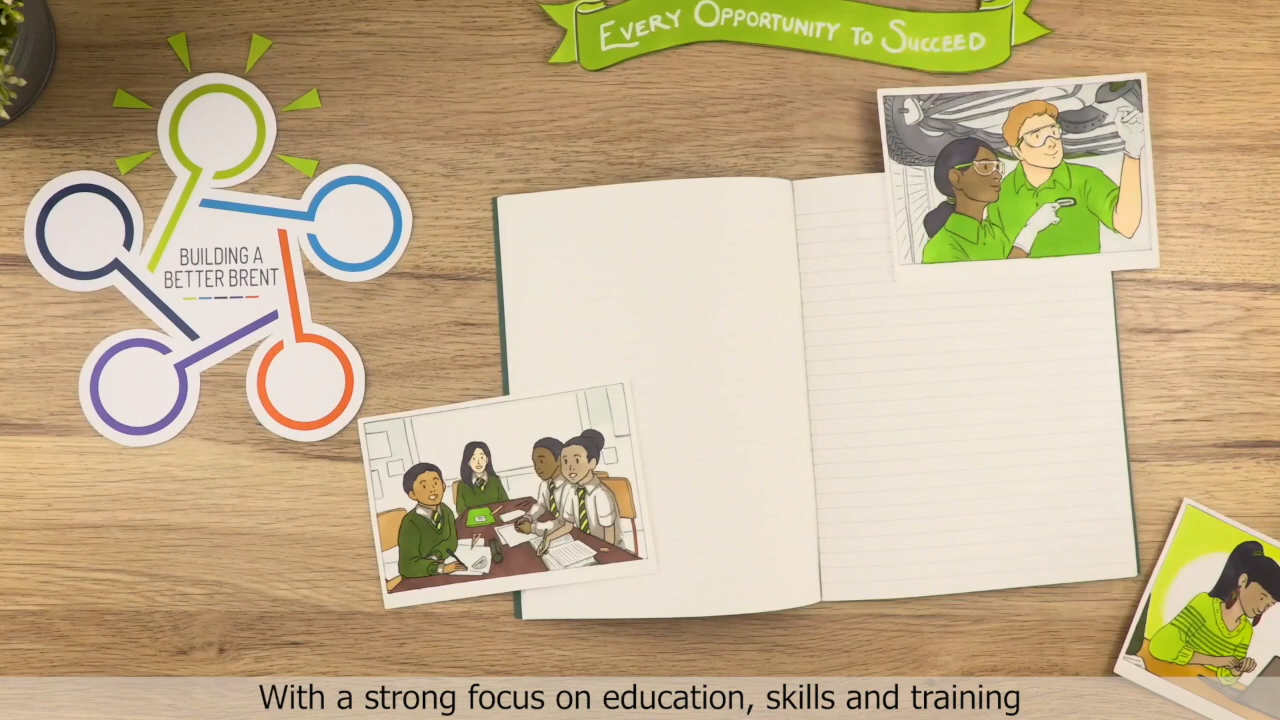 Every Opportunity to Succeed
BUILDING A
BETTER BRENT
With a strong focus on education, skills and training